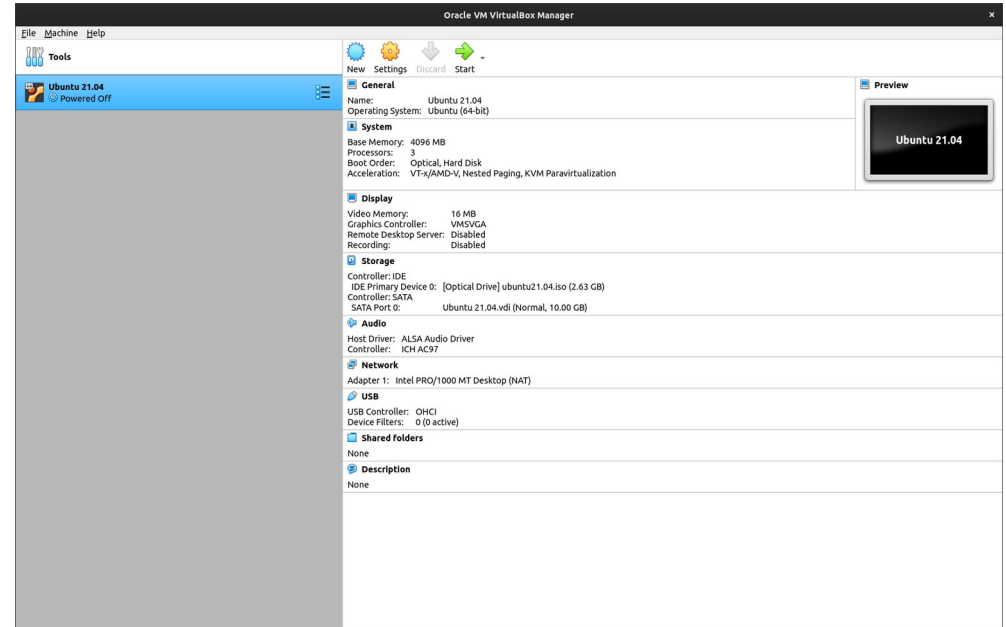 Oracle VM VirtualBox Manager
×
File Machine Help
Tools
New Settings Discard Start
Ubuntu 21.04
Powered Off
General
Name: Ubuntu 21.04
Operating System: Ubuntu (64-bit)
Preview
Ubuntu 21.04
System
Base Memory: 4096 MB
Processors: 3
Boot Order: Optical, Hard Disk
Acceleration: VT-x/AMD-V, Nested Paging, KVM Paravirtualization
Display
Video Memory: 16 MB
Graphics Controller: VMSVGA
Remote Desktop Server: Disabled
Recording: Disabled
Storage
Controller: IDE
IDE Primary Device 0: [Optical Drive] ubuntu21.04.iso (2.63 GB)
Controller: SATA
SATA Port 0: Ubuntu 21.04.vdi (Normal, 10.00 GB)
Audio
Host Driver: ALSA Audio Driver
Controller: ICH AC97
Network
Adapter 1: Intel PRO/1000 MT Desktop (NAT)
USB
USB Controller: OHCI
Device Filters: 0 (0 active)
Shared folders
None
Description
None